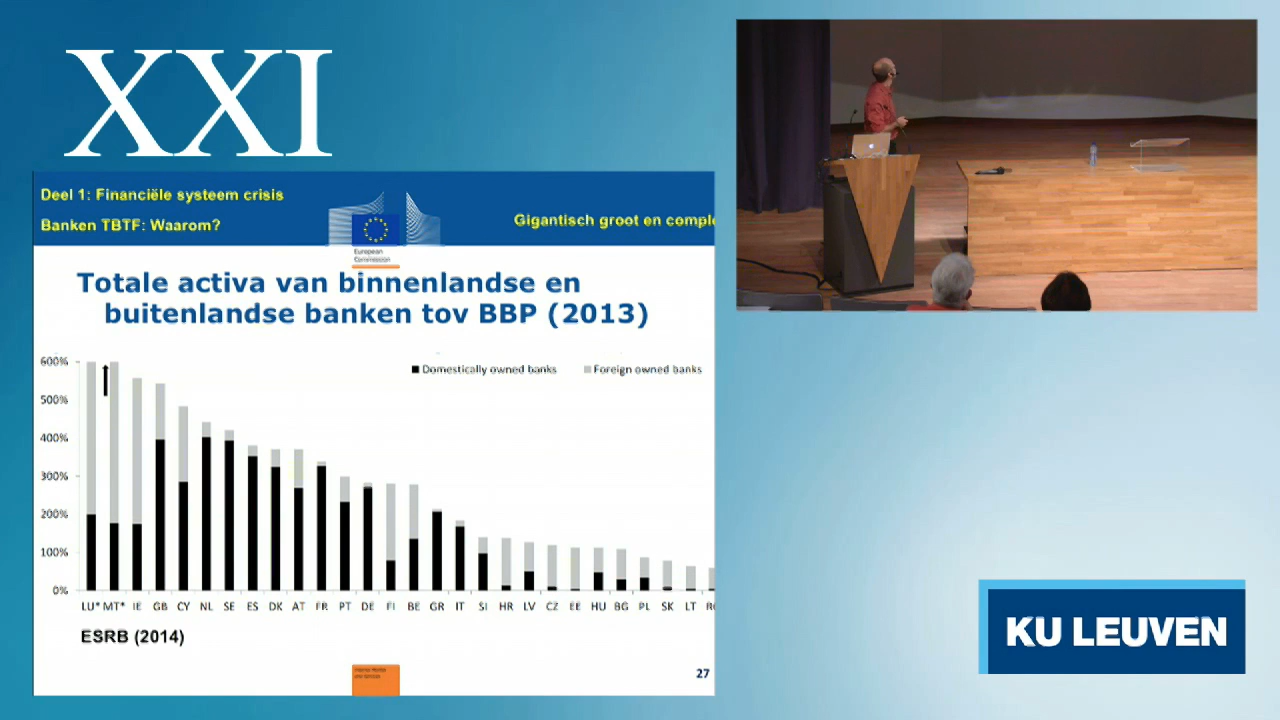 XXI
Deel 1: Financiële systeem crisis
Banken TBTF: Waarom?
Gigantisch groot en comple
European
Commission
Totale activa van binnenlandse en
buitenlandse banken tov BBP (2013)
Domestically owned banks
Foreign owned banks
600%
500%
400%
300%
200%
100%
0%
LU* MT* IE GB CY NL SE ES DK AT FR PT DE FI BE GR IT SI HR LV CZ EE HU BG PL SK LT R
ESRB (2014)
27
KU LEUVEN